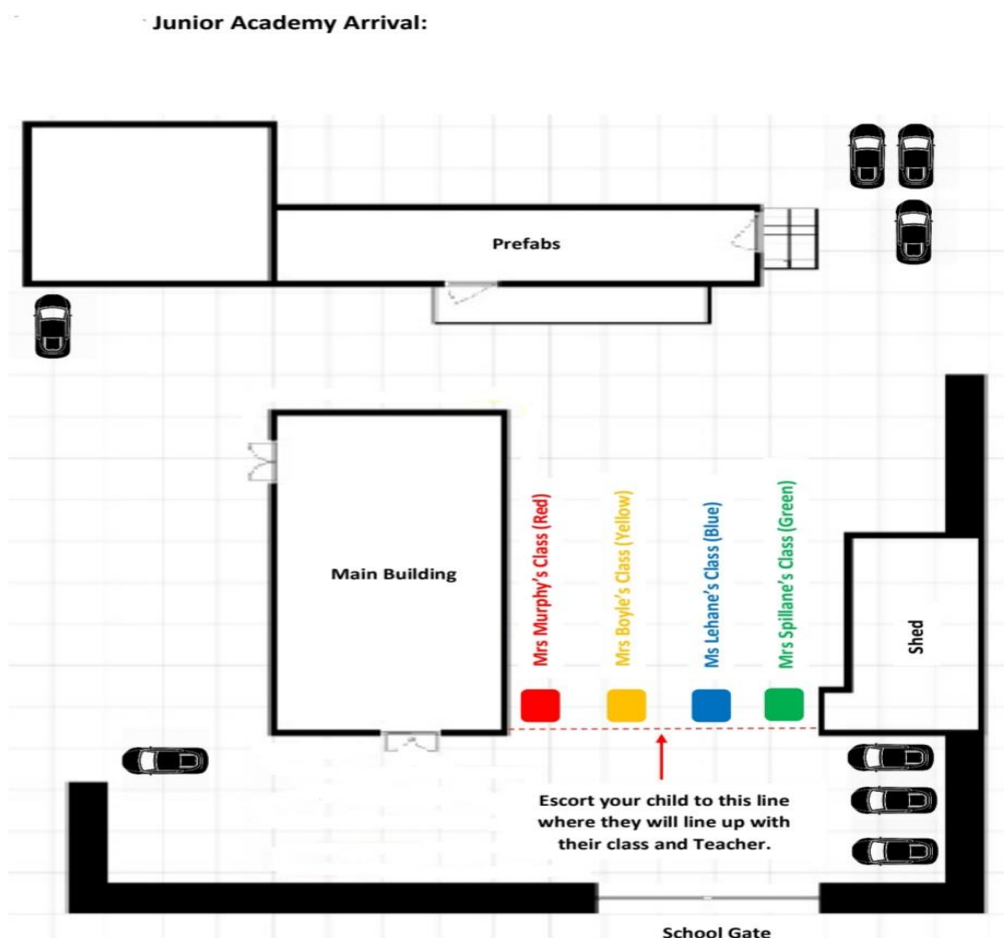 Junior Academy Arrival:
Prefabs
Main Building
Mrs Murphy's Class (Red)
Mrs Boyle's Class (Yellow)
Ms Lehane's Class (Blue)
Mrs Spillane's Class (Green)
Shed
Escort your child to this line
where they will line up with
their class and Teacher.
School Gate